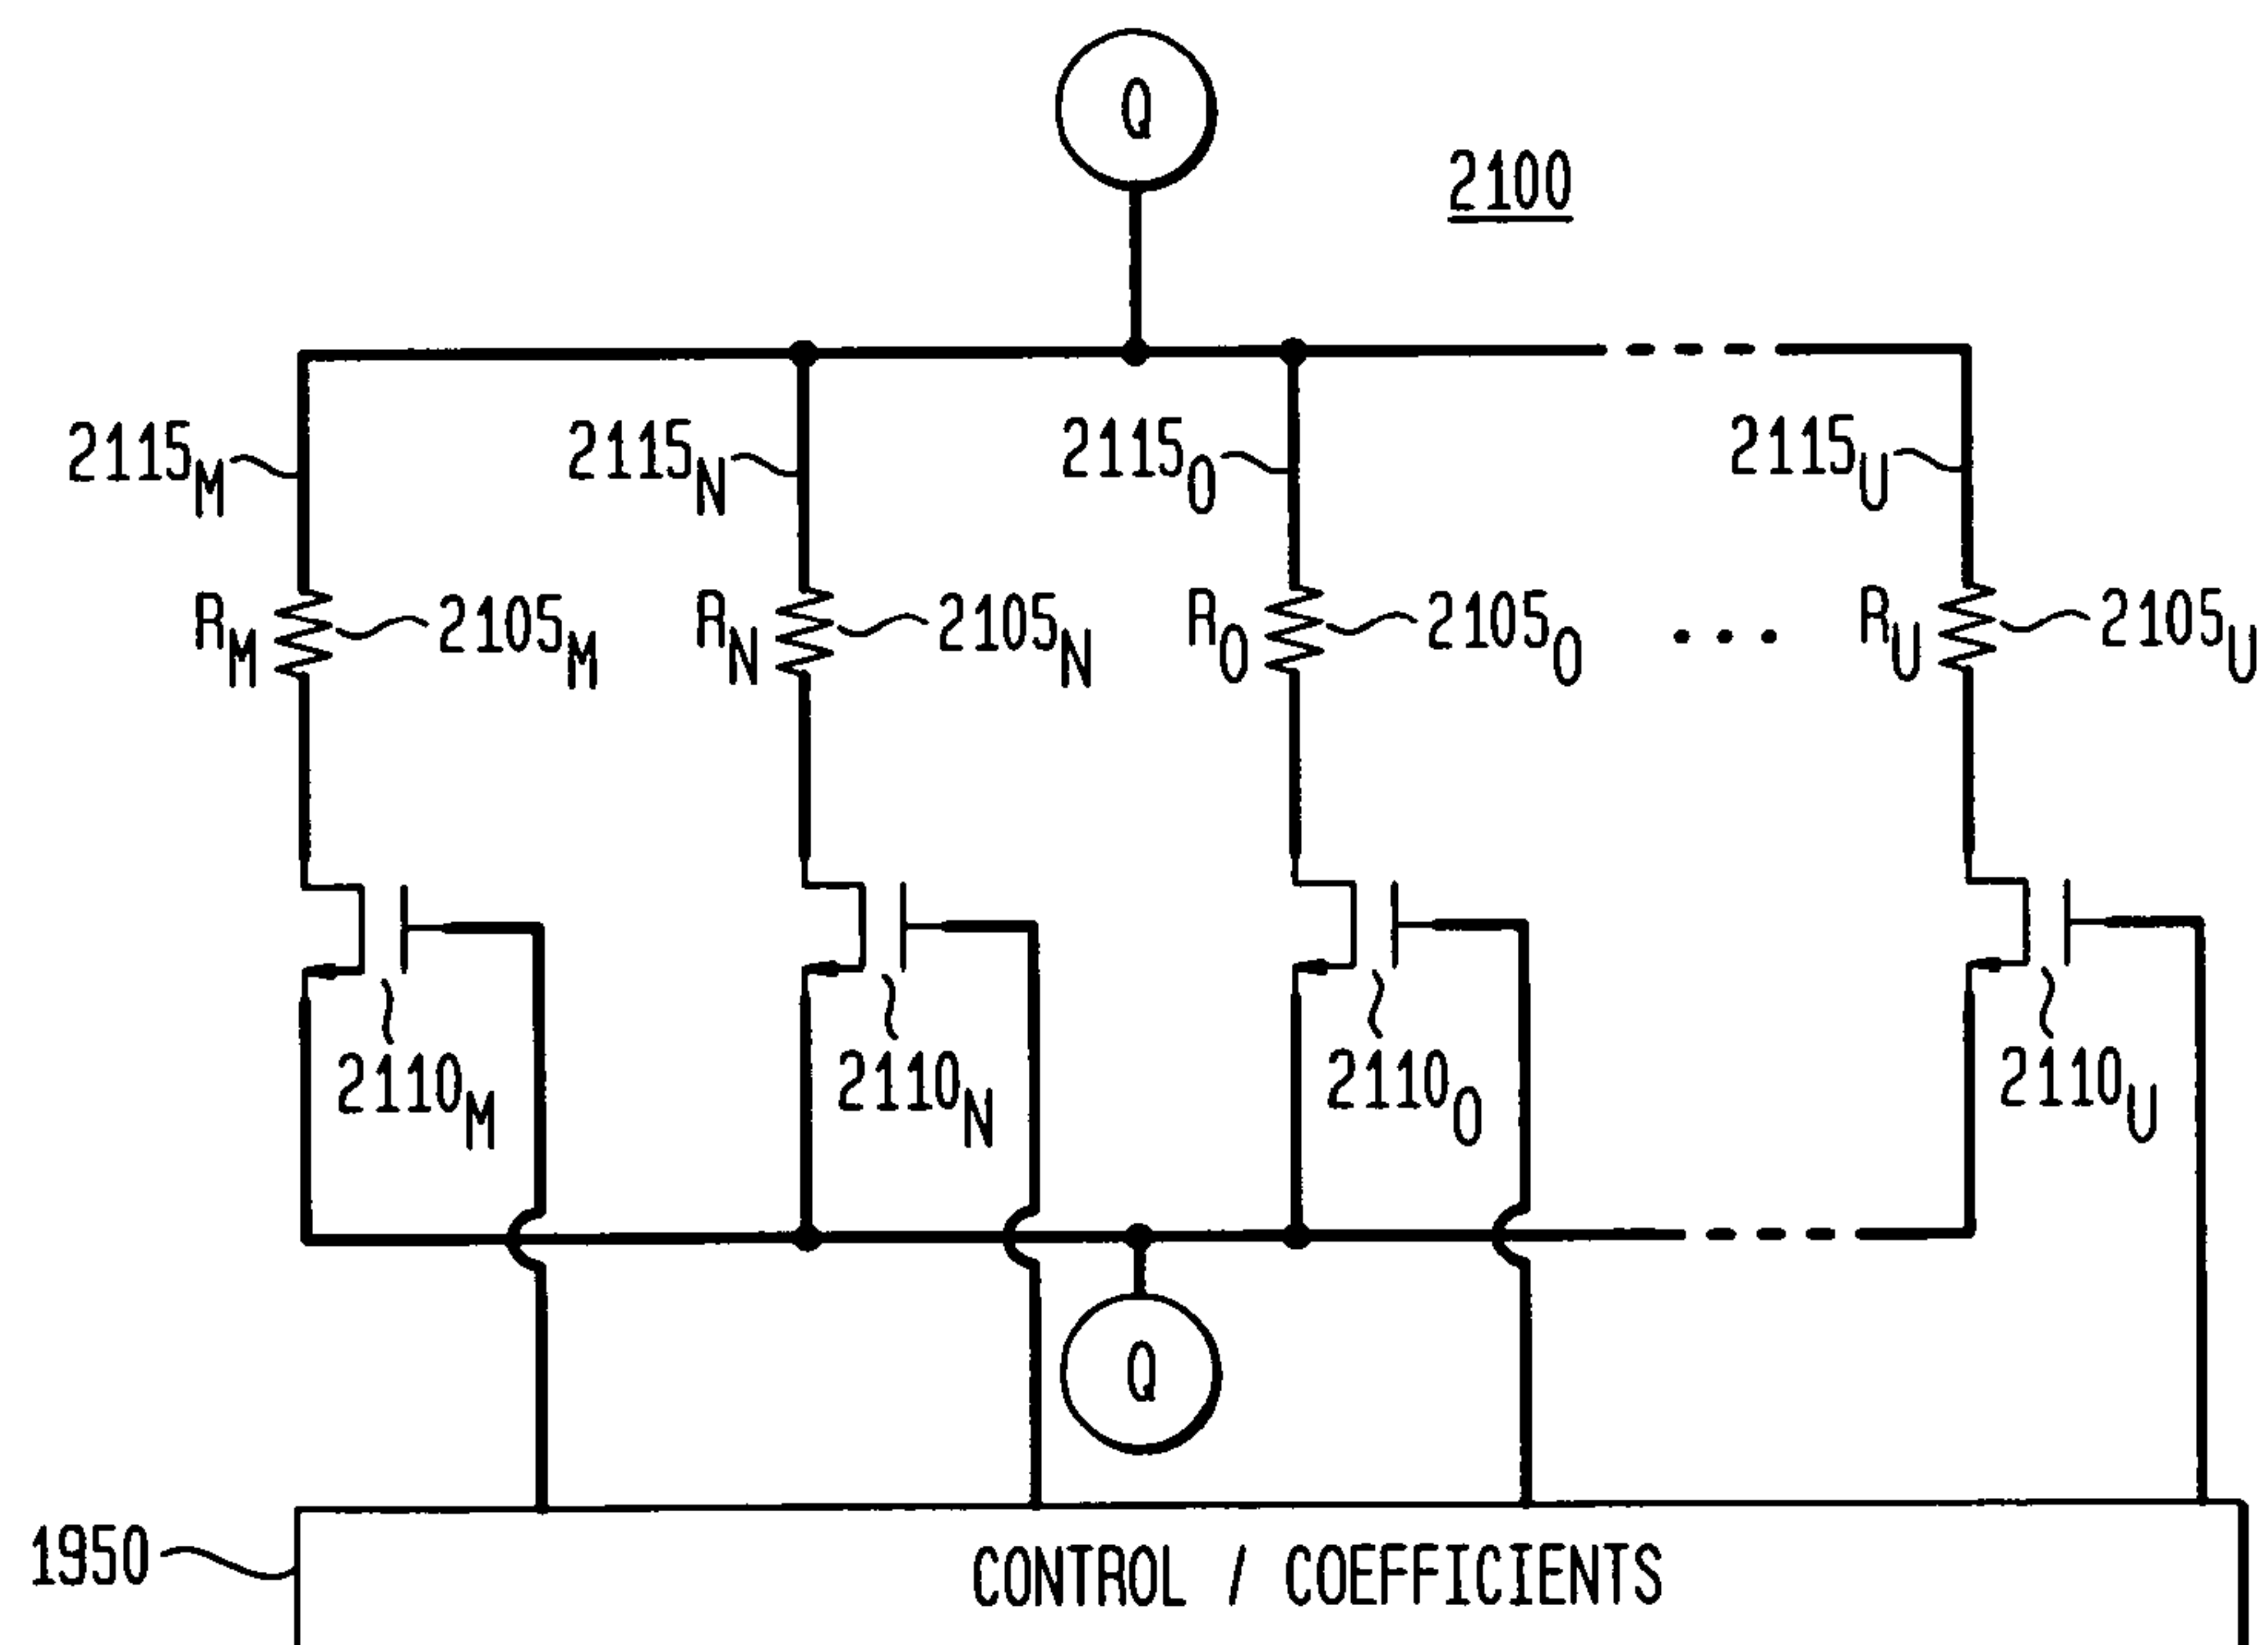 Q
2100
2115M 2115N 2115O 2115U
RM 2105M RN 2105N RO 2105O RU 2105U
2110M 2110N 2110O 2110U
Q
1950
CONTROL / COEFFICIENTS